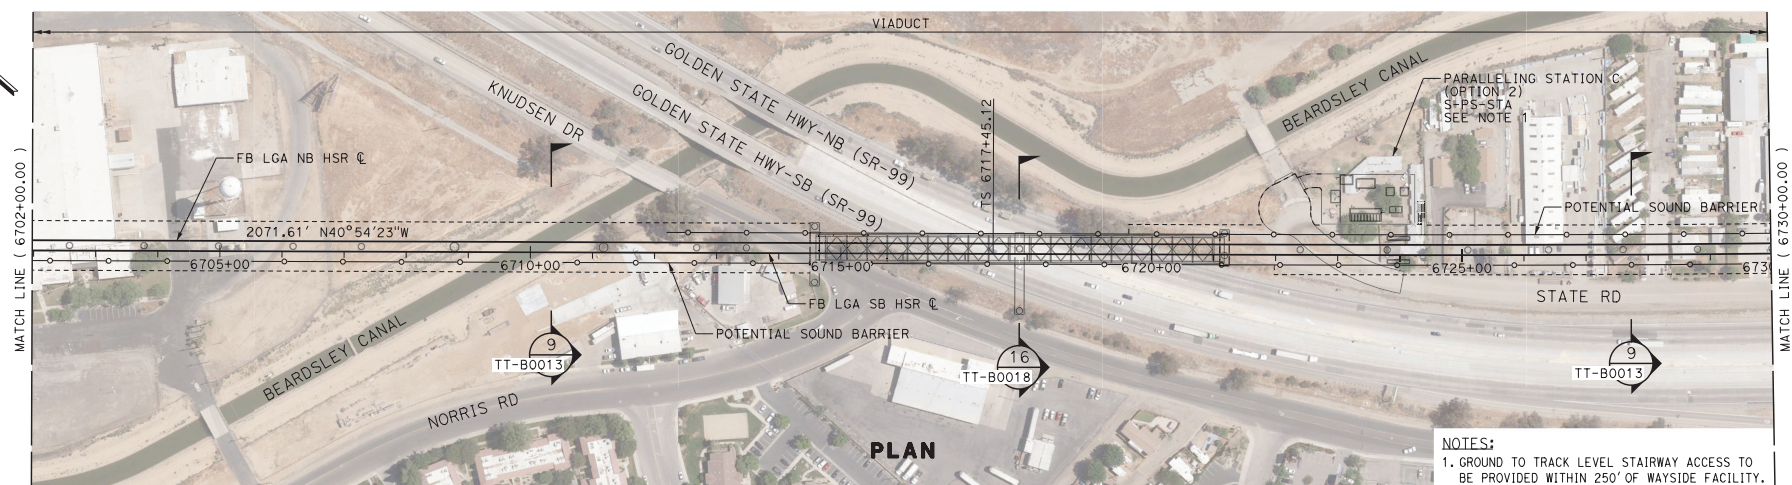 VIADUCT
MATCH LINE ( 6702+00.00 )
GOLDEN STATE HWY-NB (SR-99)
GOLDEN STATE HWY-SB (SR-99)
KNUDSEN DR
BEARDSLEY CANAL
PARALLELING STATION C
(OPTION 2)
S-PS-STA
SEE NOTE 1
TS 6717+45.12
FB LGA NB HSR ℄
POTENTIAL SOUND BARRIER
2071.61' N40°54'23"W
6705+00
6710+00
6715+00
6720+00
6725+00
673
MATCH LINE ( 6730+00.00 )
FB LGA SB HSR ℄
POTENTIAL SOUND BARRIER
STATE RD
BEARDSLEY CANAL
NORRIS RD
9
TT-B0013
16
TT-B0018
9
TT-B0013
PLAN
NOTES:
1. GROUND TO TRACK LEVEL STAIRWAY ACCESS TO
BE PROVIDED WITHIN 250' OF WAYSIDE FACILITY.